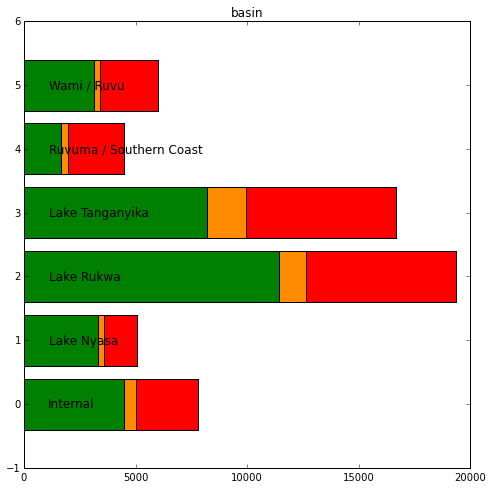 basin
6
Wami / Ruvu
5
Ruvuma / Southern Coast
4
Lake Tanganyika
3
Lake Rukwa
2
Lake Nyasa
1
Internal
0
−1
0 5000 10000 15000 20000